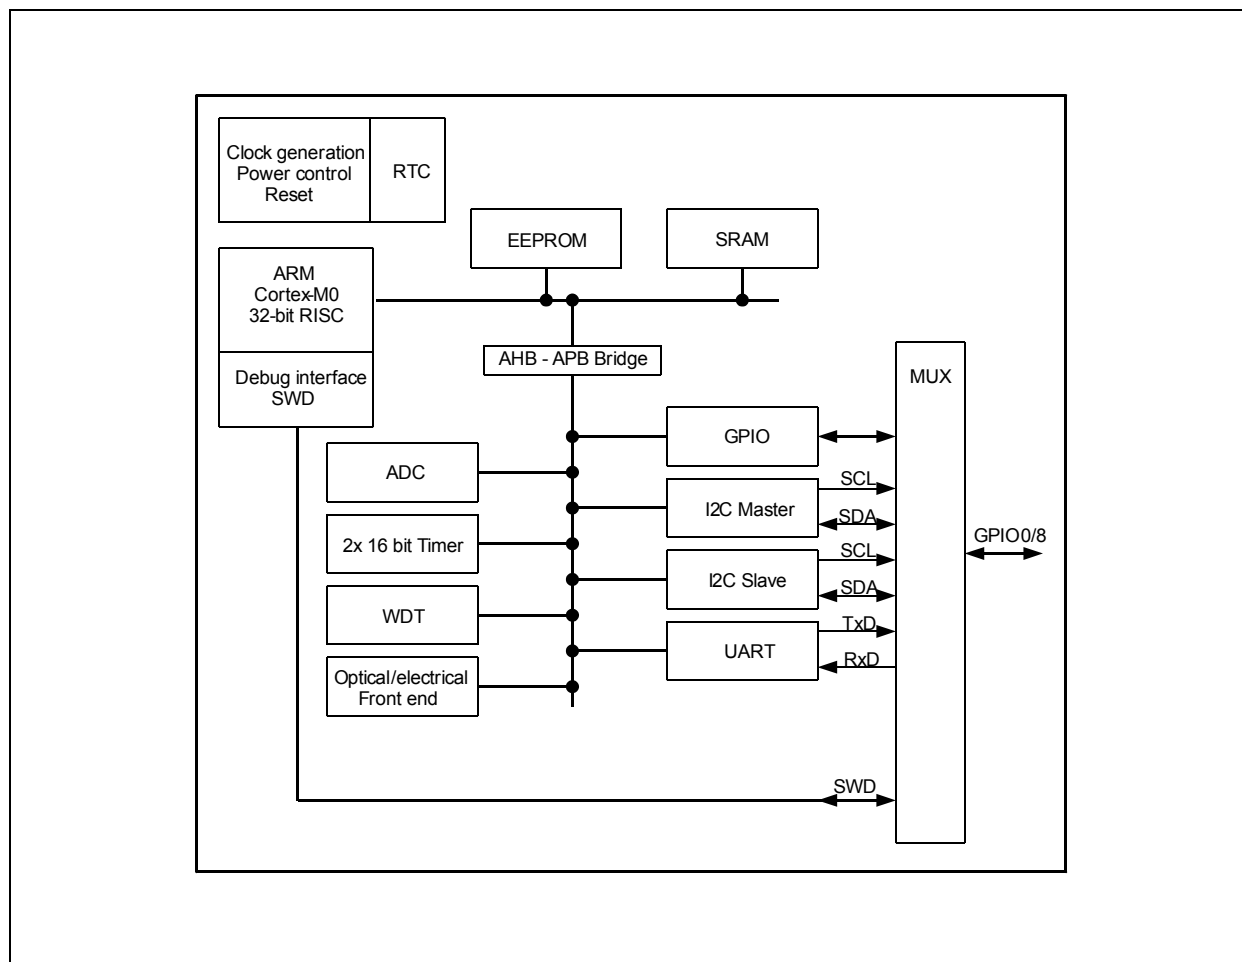 Clock generation
Power control
Reset
RTC
EEPROM
SRAM
ARM
Cortex-M0
32-bit RISC
AHB - APB Bridge
Debug interface
SWD
MUX
GPIO
ADC
SCL
I2C Master
SDA
2x 16 bit Timer
GPIO0/8
SCL
I2C Slave
SDA
WDT
TxD
UART
RxD
Optical/electrical
Front end
SWD